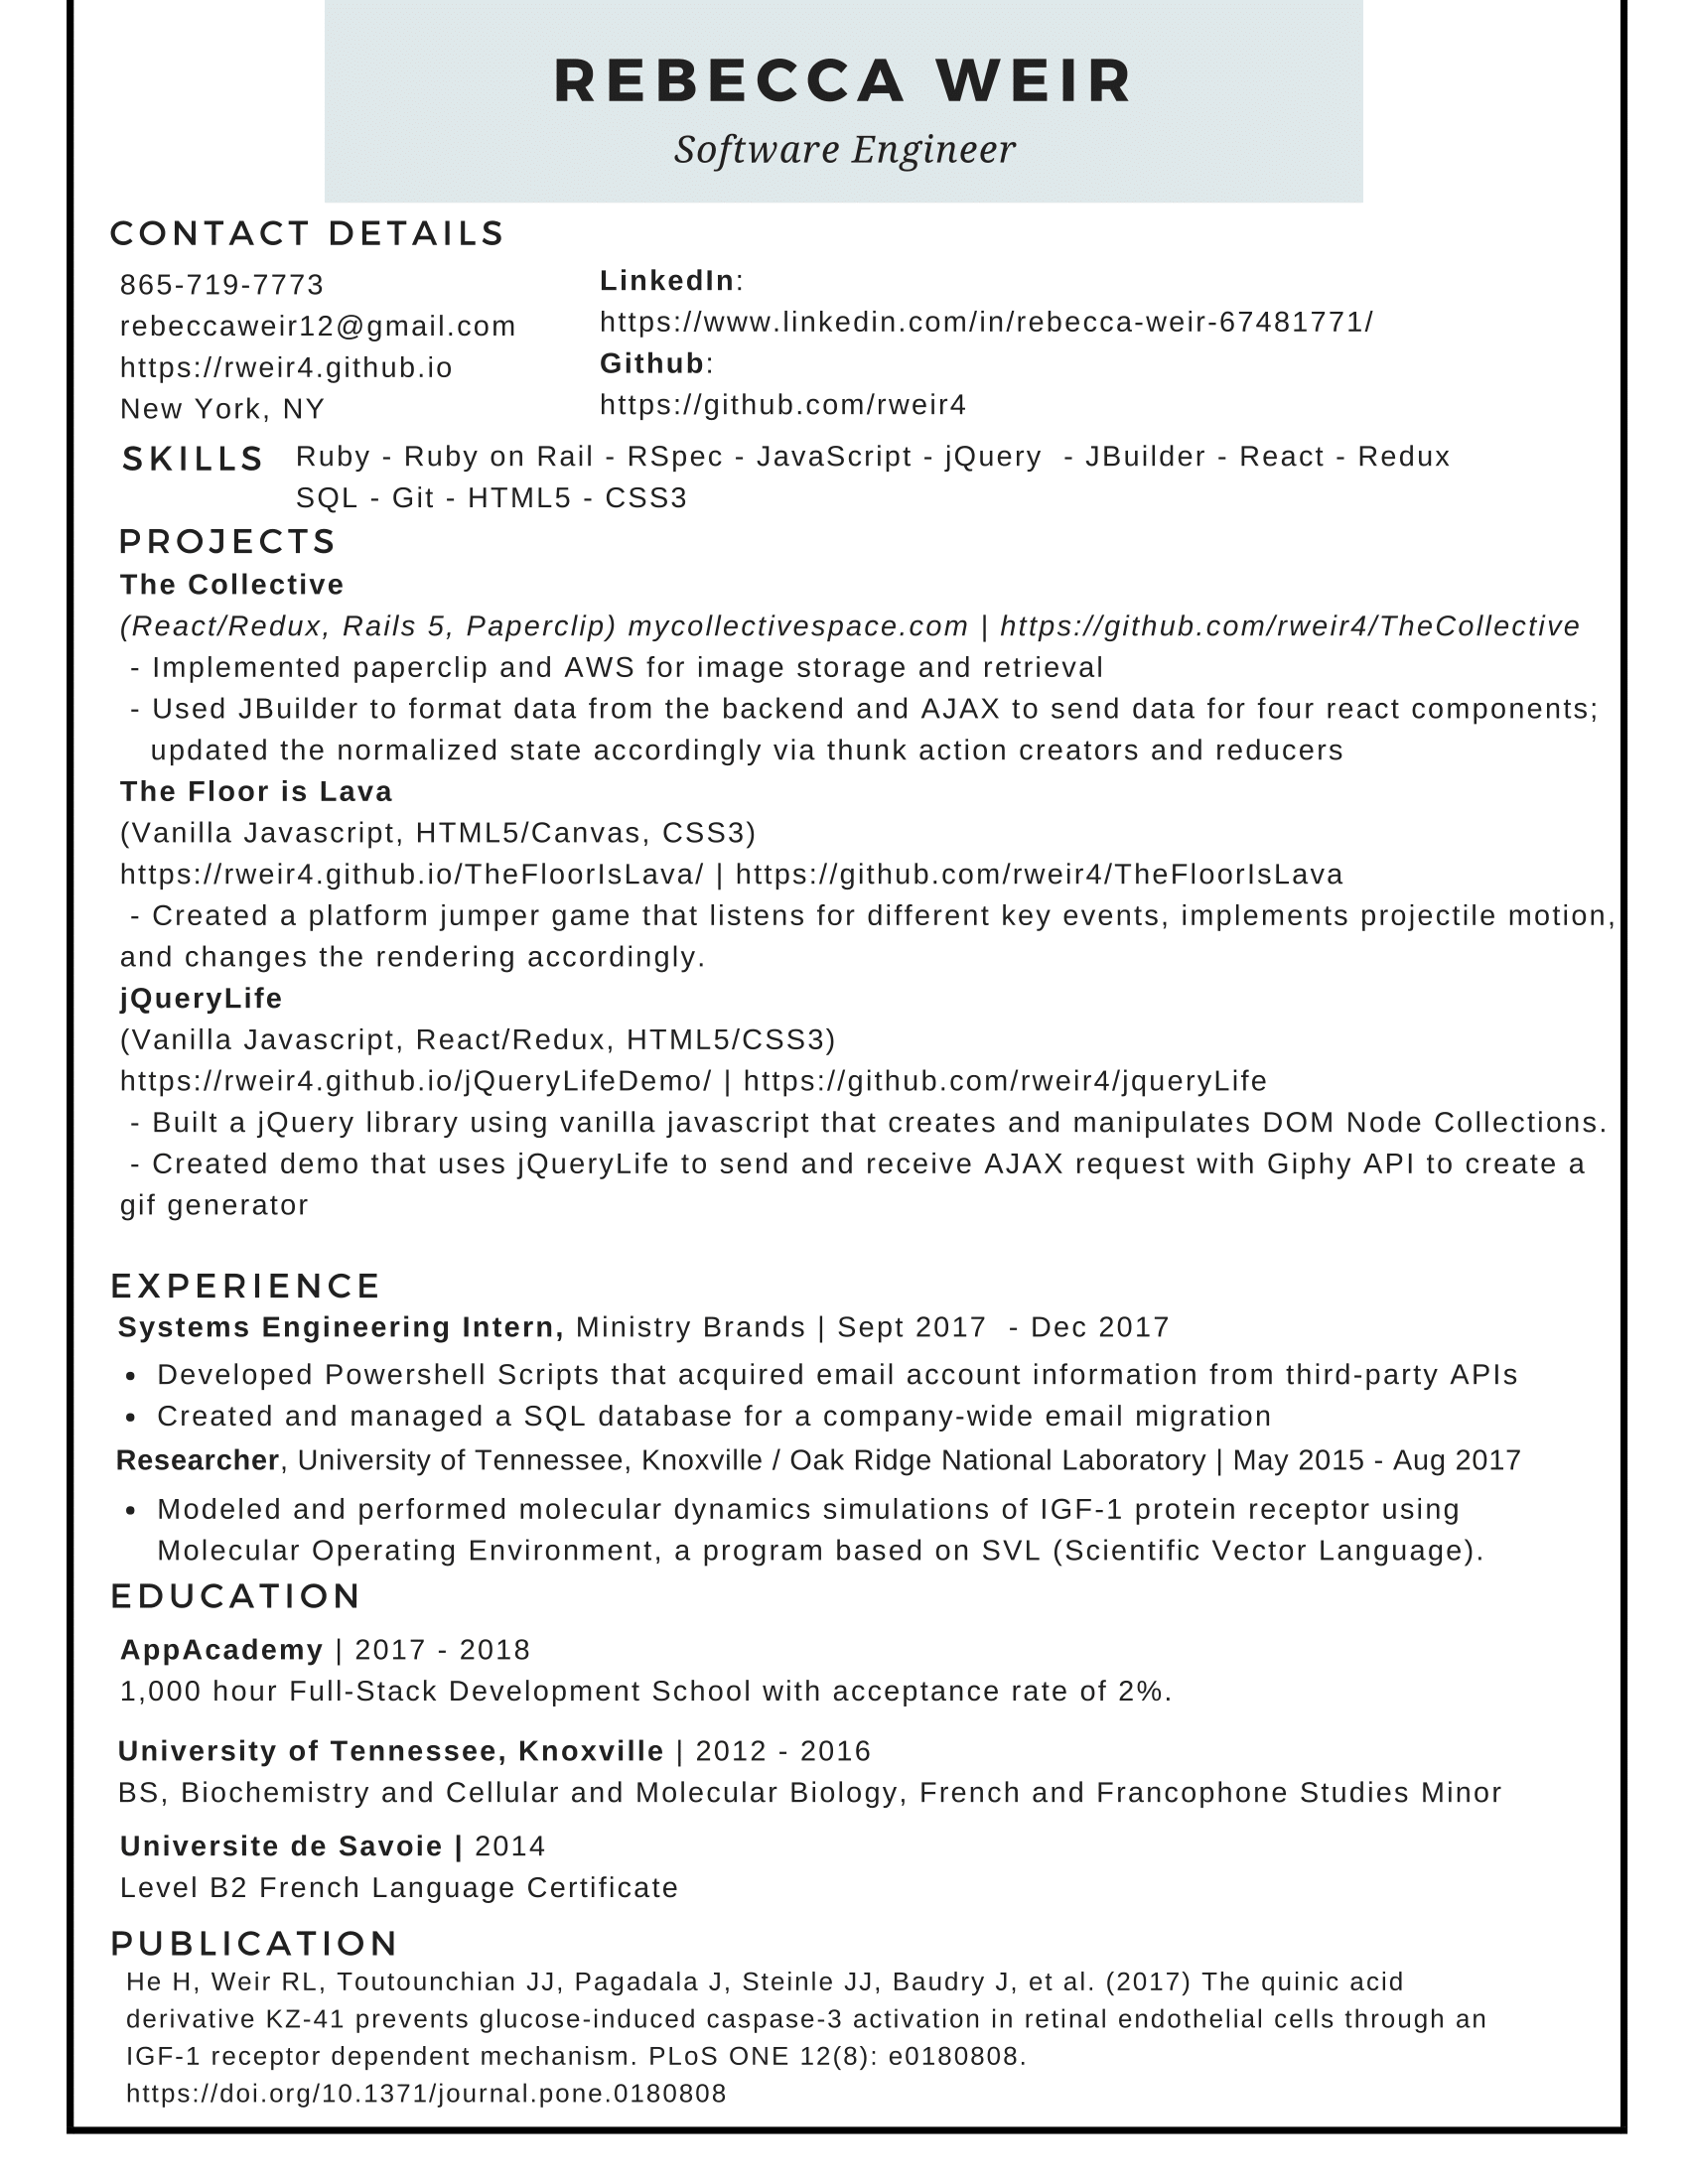 REBECCA WEIR
Software Engineer
CONTACT DETAILS
865-719-7773
rebeccaweir12@gmail.com
https://rweir4.github.io
New York, NY
LinkedIn:
https://www.linkedin.com/in/rebecca-weir-67481771/
Github:
https://github.com/rweir4
SKILLS
Ruby - Ruby on Rail - RSpec - JavaScript - jQuery - JBuilder - React - Redux
SQL - Git - HTML5 - CSS3
PROJECTS
The Collective
(React/Redux, Rails 5, Paperclip) mycollectivespace.com | https://github.com/rweir4/TheCollective
- Implemented paperclip and AWS for image storage and retrieval
- Used JBuilder to format data from the backend and AJAX to send data for four react components;
updated the normalized state accordingly via thunk action creators and reducers
The Floor is Lava
(Vanilla Javascript, HTML5/Canvas, CSS3)
https://rweir4.github.io/TheFloorIsLava/ | https://github.com/rweir4/TheFloorIsLava
- Created a platform jumper game that listens for different key events, implements projectile motion,
and changes the rendering accordingly.
jQueryLife
(Vanilla Javascript, React/Redux, HTML5/CSS3)
https://rweir4.github.io/jQueryLifeDemo/ | https://github.com/rweir4/jqueryLife
- Built a jQuery library using vanilla javascript that creates and manipulates DOM Node Collections.
- Created demo that uses jQueryLife to send and receive AJAX request with Giphy API to create a
gif generator
EXPERIENCE
Systems Engineering Intern, Ministry Brands | Sept 2017 - Dec 2017
• Developed Powershell Scripts that acquired email account information from third-party APIs
• Created and managed a SQL database for a company-wide email migration
Researcher, University of Tennessee, Knoxville / Oak Ridge National Laboratory | May 2015 - Aug 2017
• Modeled and performed molecular dynamics simulations of IGF-1 protein receptor using
Molecular Operating Environment, a program based on SVL (Scientific Vector Language).
EDUCATION
AppAcademy | 2017 - 2018
1,000 hour Full-Stack Development School with acceptance rate of 2%.
University of Tennessee, Knoxville | 2012 - 2016
BS, Biochemistry and Cellular and Molecular Biology, French and Francophone Studies Minor
Universite de Savoie | 2014
Level B2 French Language Certificate
PUBLICATION
He H, Weir RL, Toutounchian JJ, Pagadala J, Steinle JJ, Baudry J, et al. (2017) The quinic acid
derivative KZ-41 prevents glucose-induced caspase-3 activation in retinal endothelial cells through an
IGF-1 receptor dependent mechanism. PLoS ONE 12(8): e0180808.
https://doi.org/10.1371/journal.pone.0180808